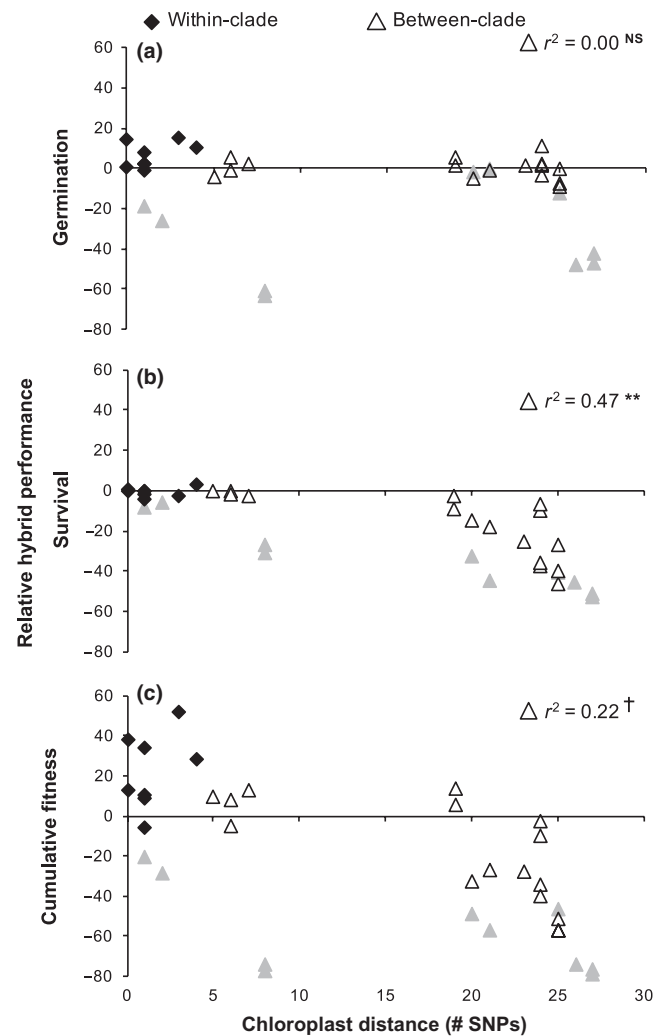 Within-clade Between-clade
(a) r² = 0.00 NS
60
40
20
0
−20
−40
−60
−80
Germination
(b) r² = 0.47 **
60
40
20
0
−20
−40
−60
−80
Relative hybrid performance
Survival
(c) r² = 0.22 †
60
40
20
0
−20
−40
−60
−80
Cumulative fitness
0 5 10 15 20 25 30
Chloroplast distance (# SNPs)